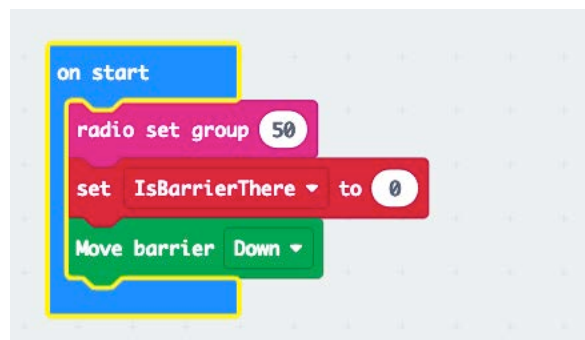 on start
radio set group 50
set IsBarrierThere to 0
Move barrier Down